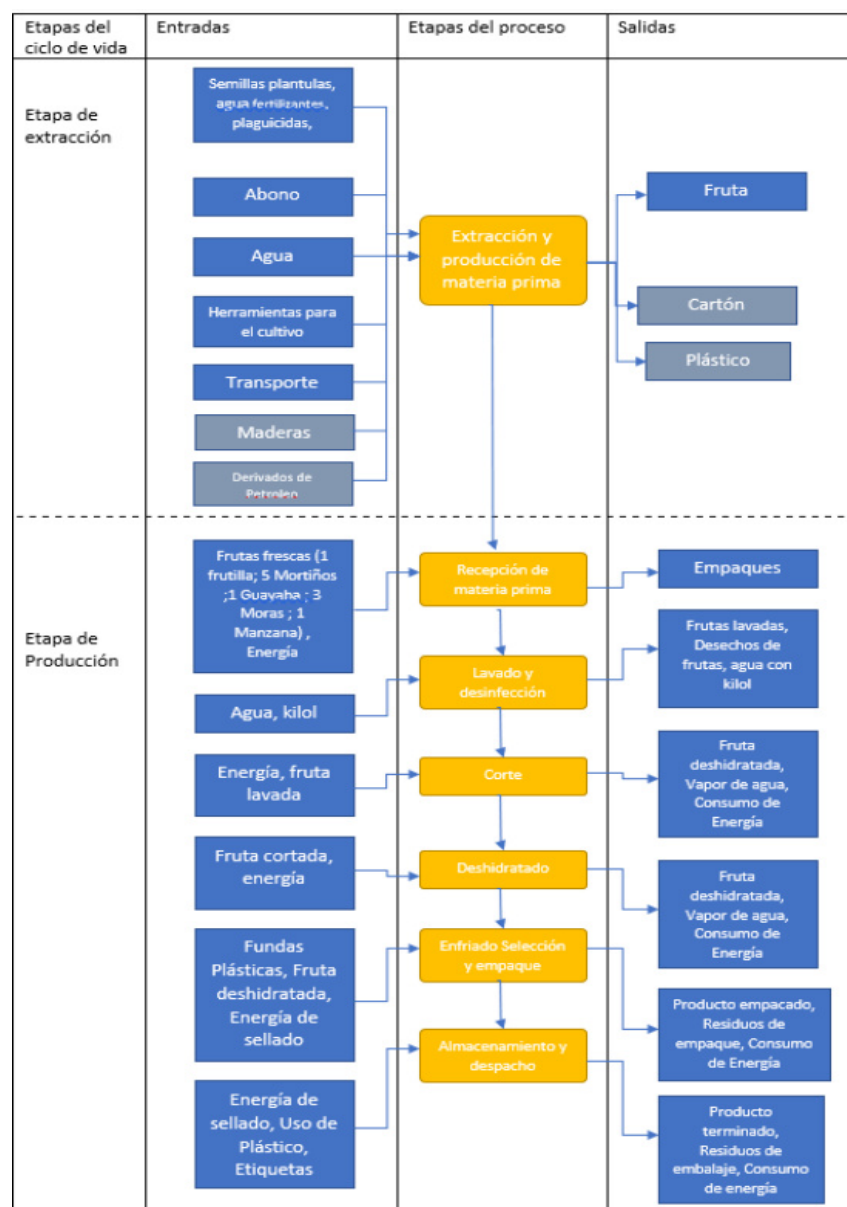 Etapas del
ciclo de vida
Entradas
Etapas del proceso
Salidas
Etapa de
extracción
Semillas plantulas,
agua fertilizantes,
plaguicidas,
Abono
Agua
Herramientas para
el cultivo
Transporte
Maderas
Derivados de
Petroleo
Extracción y
producción de
materia prima
Fruta
Cartón
Plástico
Etapa de
Producción
Frutas frescas (1
frutilla; 5 Mortiños
;1 Guayaba ; 3
Moras ; 1
Manzana) ,
Energía
Recepción de
materia prima
Empaques
Agua, kilol
Lavado y
desinfección
Frutas lavadas,
Desechos de
frutas, agua con
kilol
Energía, fruta
lavada
Corte
Fruta
deshidratada,
Vapor de agua,
Consumo de
Energía
Fruta cortada,
energía
Deshidratado
Fruta
deshidratada,
Vapor de agua,
Consumo de
Energía
Fundas
Plásticas, Fruta
deshidratada,
Energía de
sellado
Enfriado Selección
y empaque
Producto empacado,
Residuos de
empaque, Consumo
de Energía
Energía de
sellado, Uso de
Plástico,
Etiquetas
Almacenamiento y
despacho
Producto
terminado,
Residuos de
embalaje, Consumo
de energía